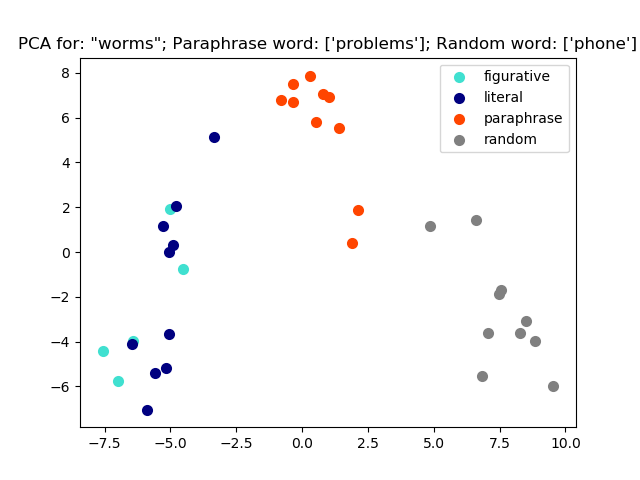 PCA for: "worms"; Paraphrase word: ['problems']; Random word: ['phone']
8
6
4
2
0
−2
−4
−6
−7.5 −5.0 −2.5 0.0 2.5 5.0 7.5 10.0
figurative
literal
paraphrase
random